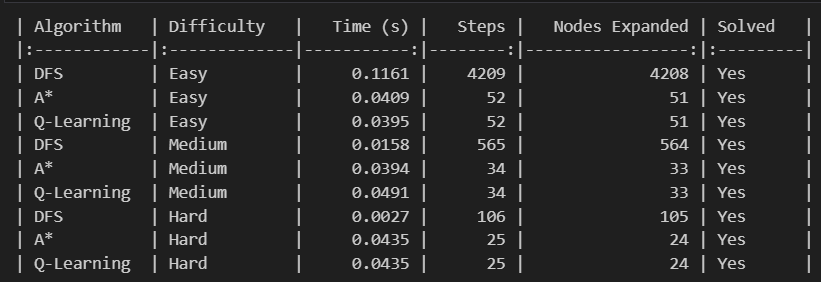 | Algorithm   | Difficulty   |   Time (s) |   Steps |   Nodes Expanded | Solved   |
|:------------|:-------------|-----------:|--------:|-----------------:|:---------|
| DFS         | Easy         |     0.1161 |    4209 |             4208 | Yes      |
| A*          | Easy         |     0.0409 |      52 |               51 | Yes      |
| Q-Learning  | Easy         |     0.0395 |      52 |               51 | Yes      |
| DFS         | Medium       |     0.0158 |     565 |              564 | Yes      |
| A*          | Medium       |     0.0394 |      34 |               33 | Yes      |
| Q-Learning  | Medium       |     0.0491 |      34 |               33 | Yes      |
| DFS         | Hard         |     0.0027 |     106 |              105 | Yes      |
| A*          | Hard         |     0.0435 |      25 |               24 | Yes      |
| Q-Learning  | Hard         |     0.0435 |      25 |               24 | Yes      |